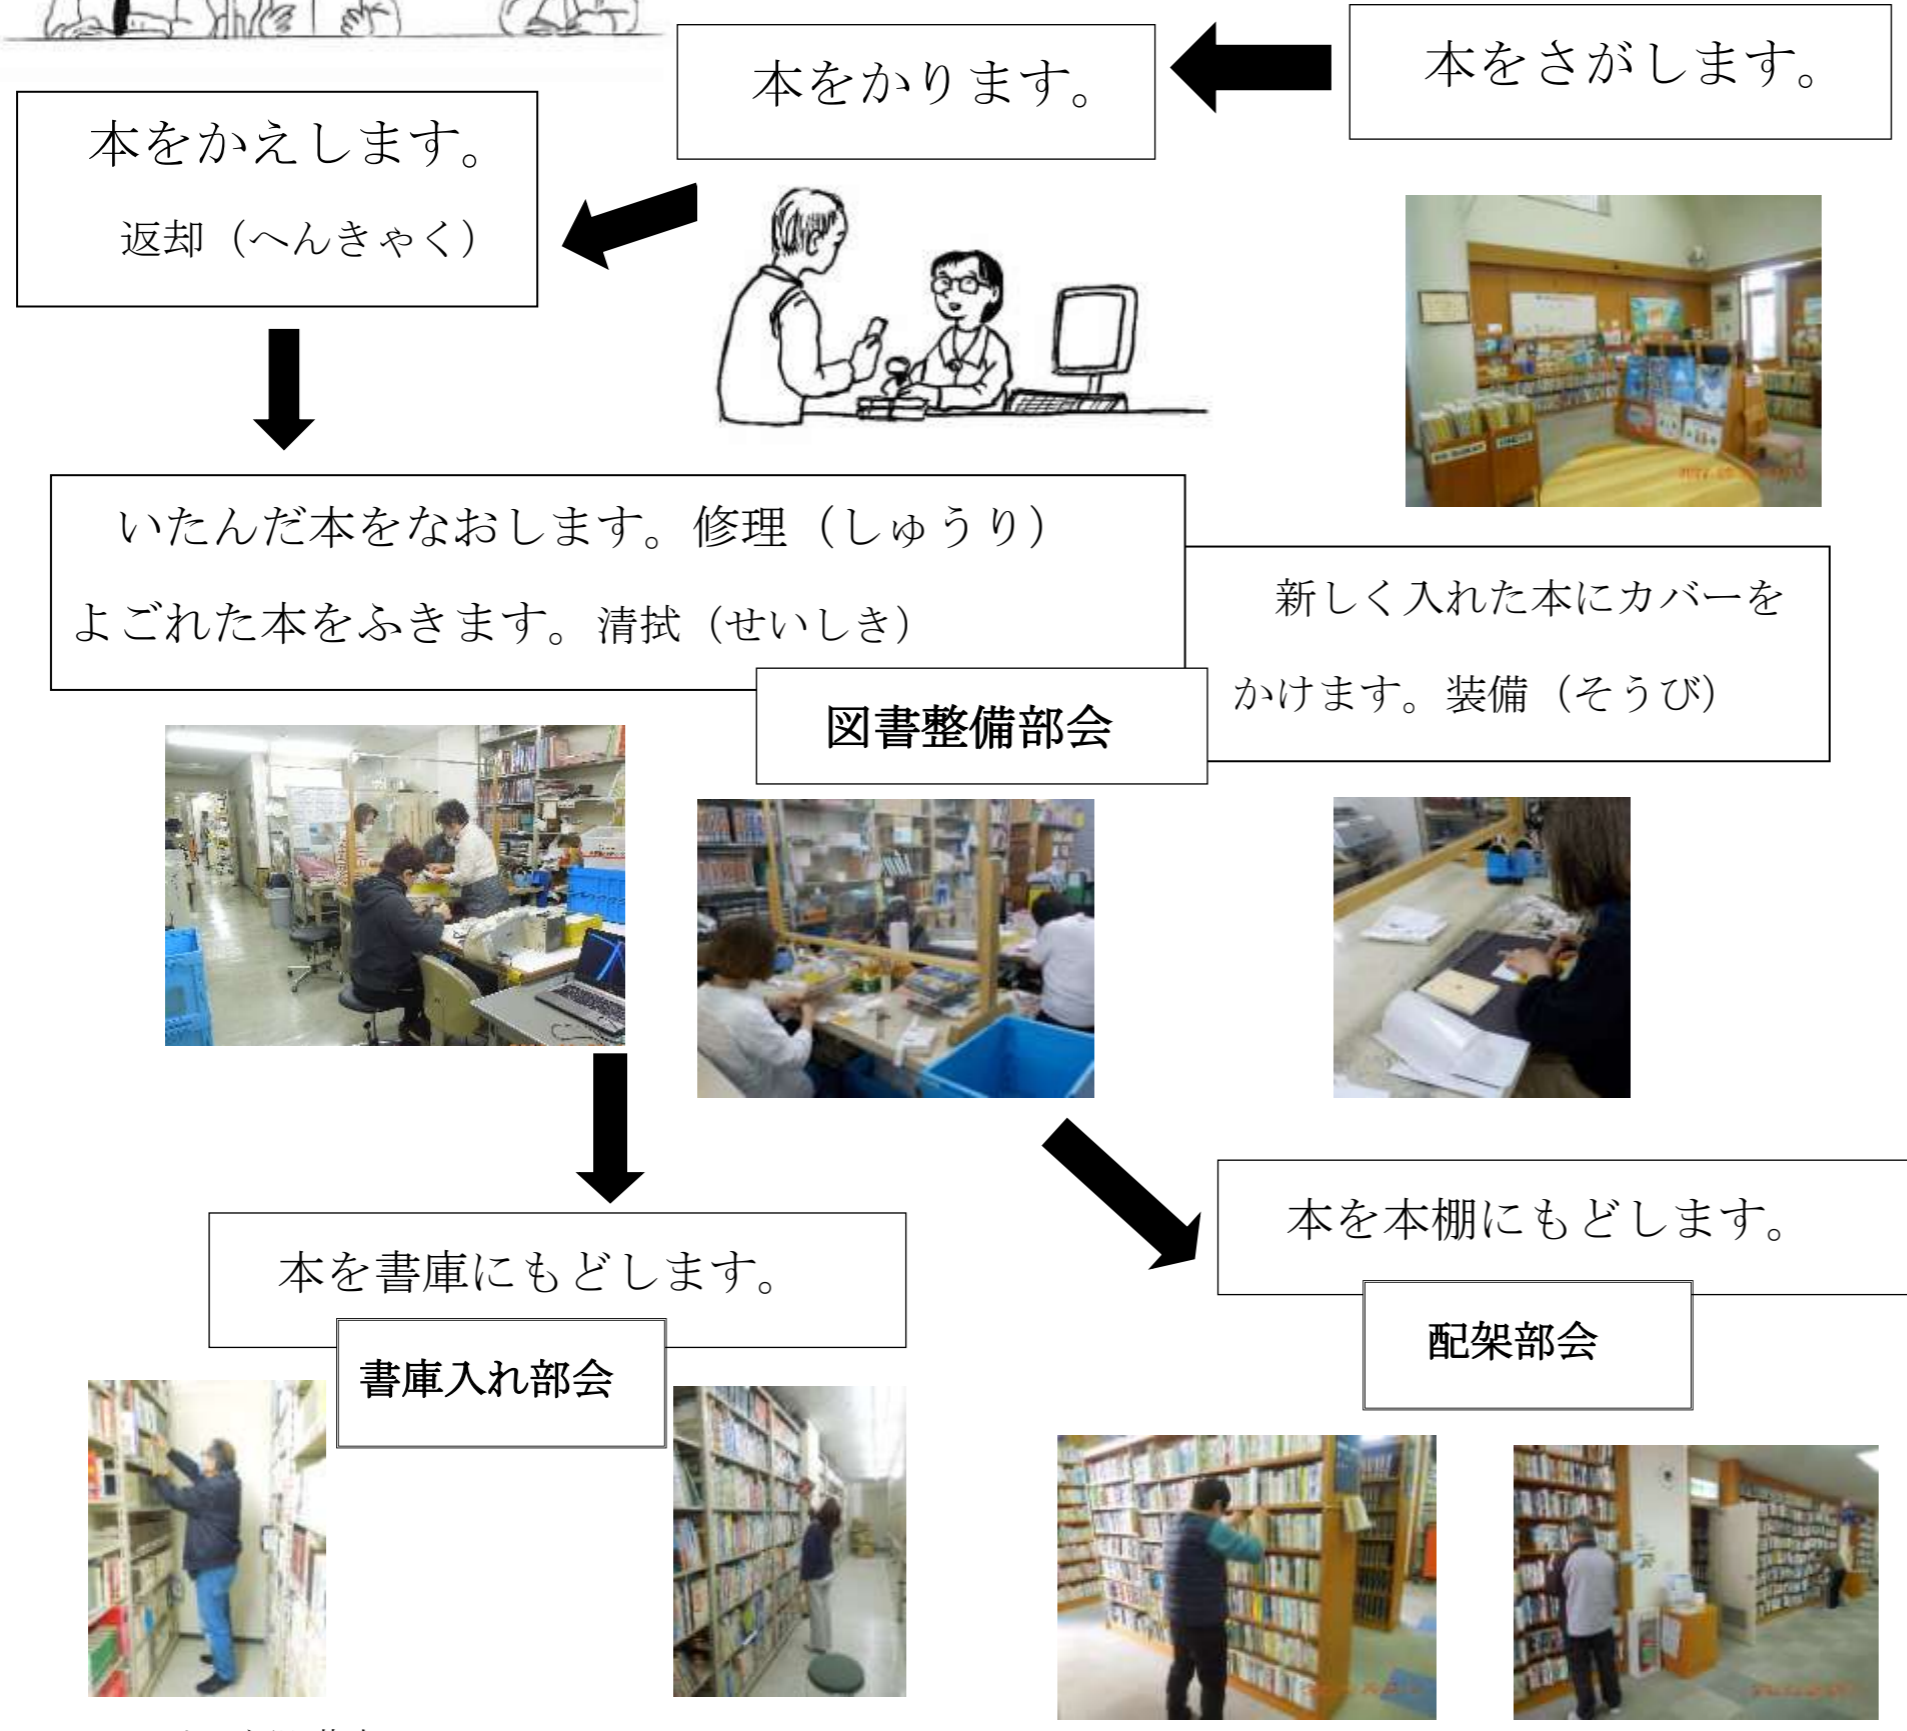 本をさがします。
本をかります。
本をかえします。
返却（へんきゃく）
いたんだ本をなおします。修理（しゅうり）
よごれた本をふきます。清拭（せいしき）
新しく入れた本にカバーを
かけます。装備（そうび）
図書整備部会
本を書庫にもどします。
書庫入れ部会
本を本棚にもどします。
配架部会